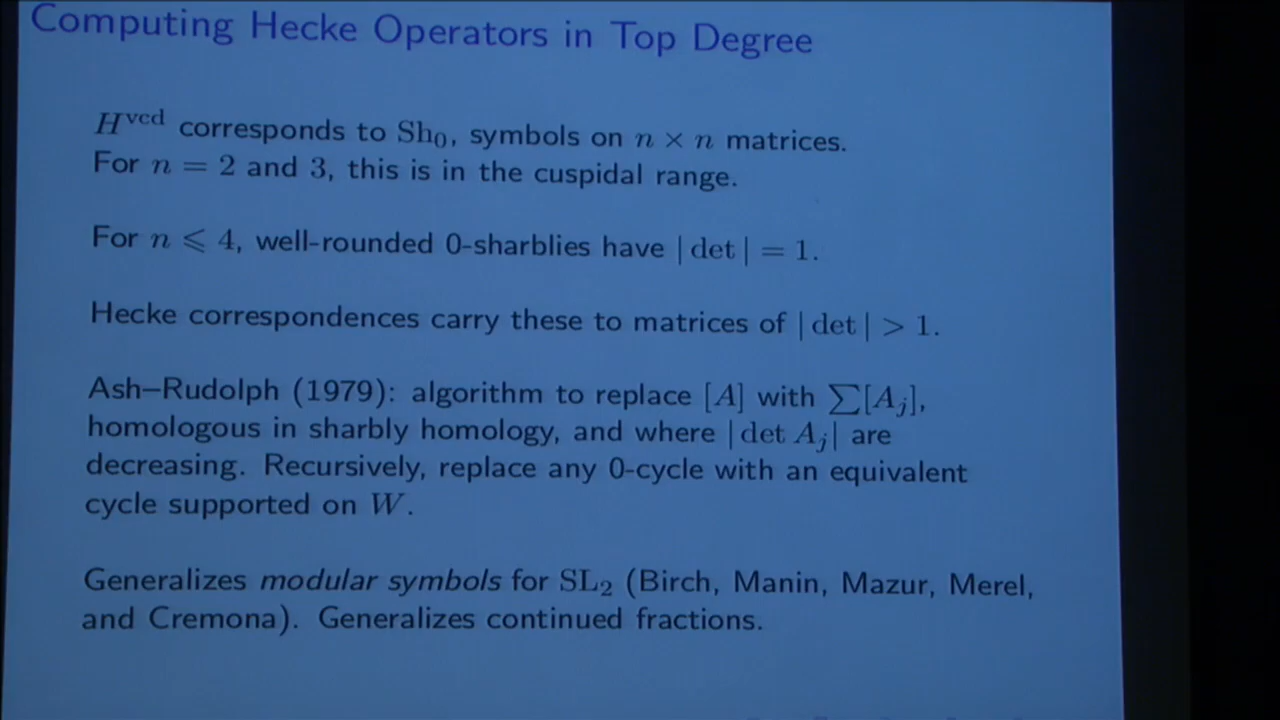 Computing Hecke Operators in Top Degree
H^vcd corresponds to Sh₀, symbols on n × n matrices.
For n = 2 and 3, this is in the cuspidal range.
For n ⩽ 4, well-rounded 0-sharblies have | det | = 1.
Hecke correspondences carry these to matrices of | det | > 1.
Ash–Rudolph (1979): algorithm to replace [A] with ∑[Aⱼ],
homologous in sharbly homology, and where | det Aⱼ| are
decreasing. Recursively, replace any 0-cycle with an equivalent
cycle supported on W.
Generalizes modular symbols for SL₂ (Birch, Manin, Mazur, Merel,
and Cremona). Generalizes continued fractions.